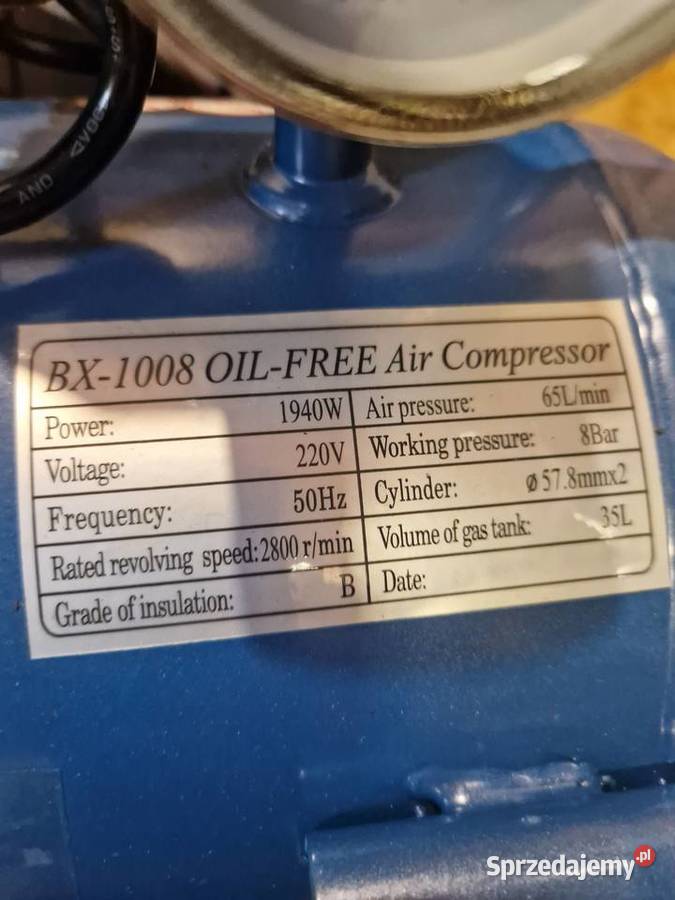 BX-1008 OIL-FREE Air Compressor
Power: 1940W
Air pressure: 65L/min
Voltage: 220V
Working pressure: 8Bar
Frequency: 50Hz
Cylinder: ø57.8mmx2
Rated revolving speed:2800 r/min
Volume of gas tank: 35L
Grade of insulation: B
Date:
Sprzedajemy.pl